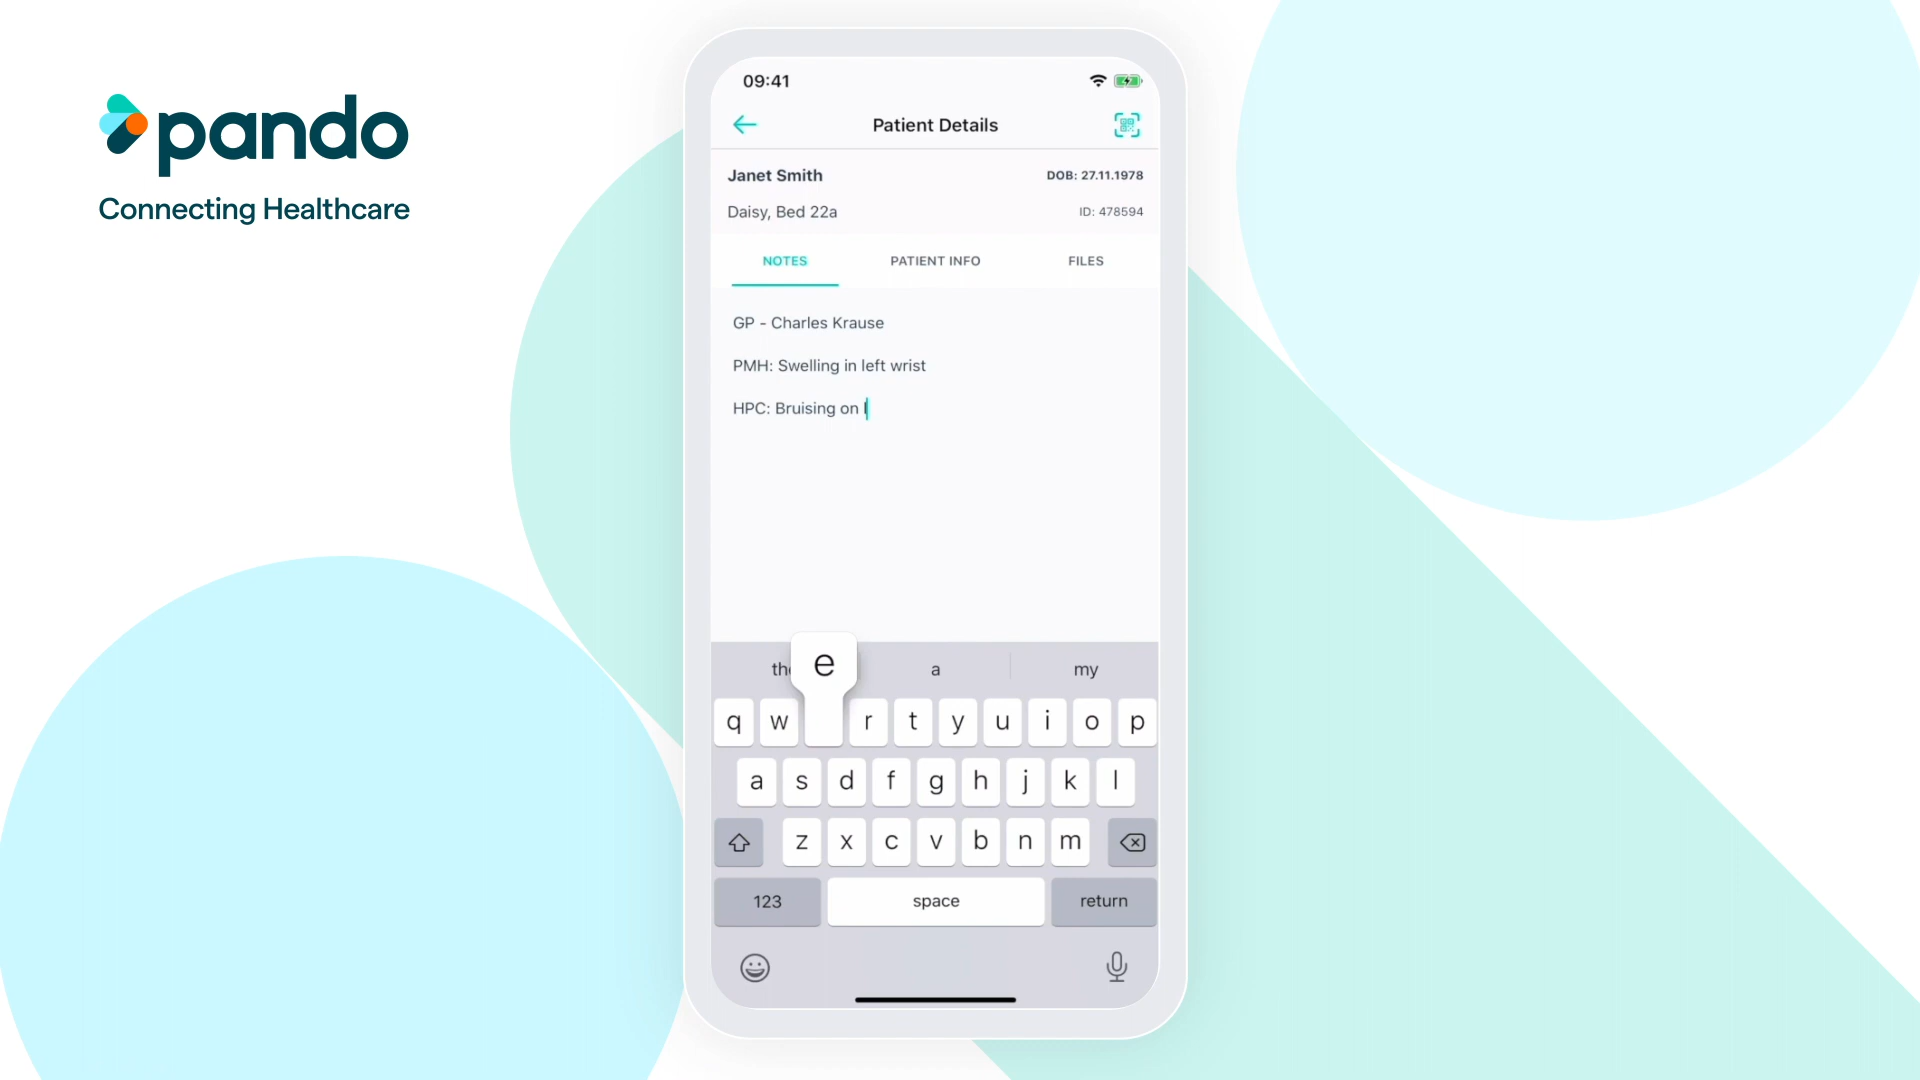 pando
Connecting Healthcare
09:41
Patient Details
Janet Smith
DOB: 27.11.1978
Daisy, Bed 22a
ID: 478594
NOTES
PATIENT INFO
FILES
GP - Charles Krause
PMH: Swelling in left wrist
HPC: Bruising on l
e
a
my
q w r t y u i o p
a s d f g h j k l
z x c v b n m
123
space
return